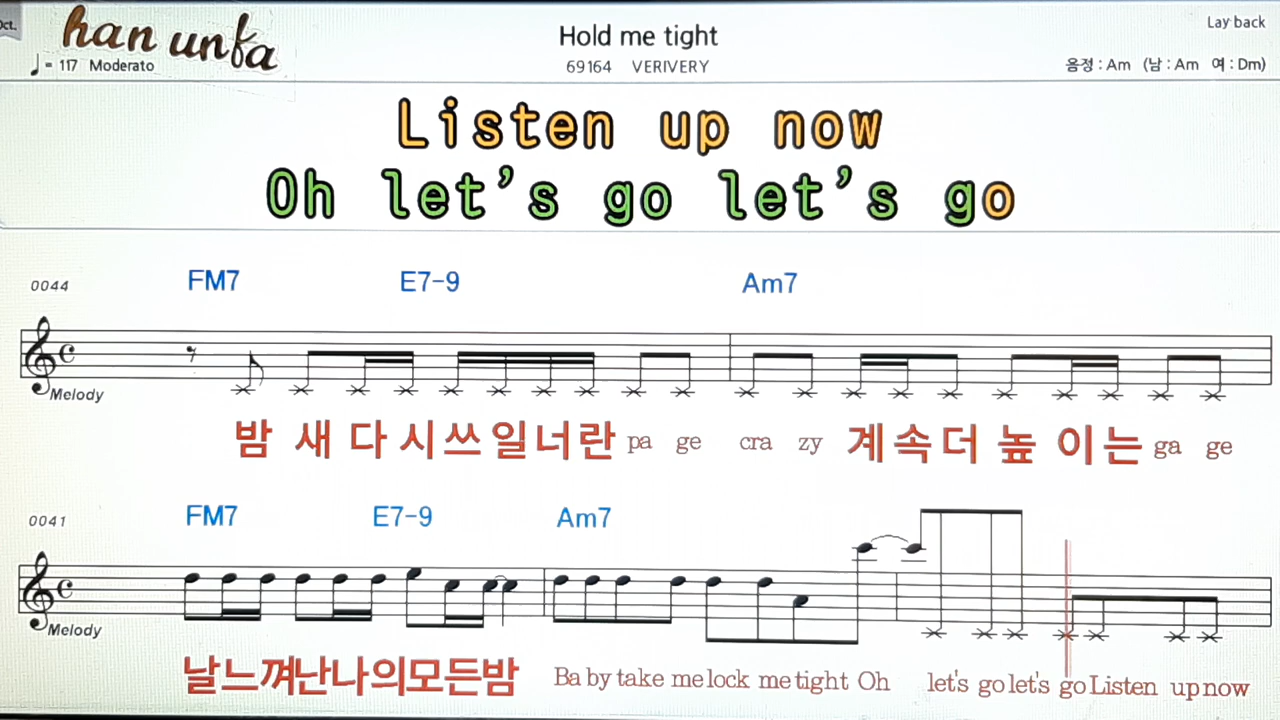 Oct.
han unfa
Hold me tight
Lay back
♩= 117 Moderato
69164 VERIVERY
음정 : Am (남 : Am 여 : Dm)
Listen up now
Oh let's go let's go
0044 FM7 E7-9 Am7
Melody
밤 새 다 시 쓰 일 너 란 pa ge cra zy 계 속 더 높 이 는 ga ge
0041 FM7 E7-9 Am7
Melody
날 느 껴 난 나 의 모 든 밤 Ba by take me lock me tight Oh let's go let's go Listen up now